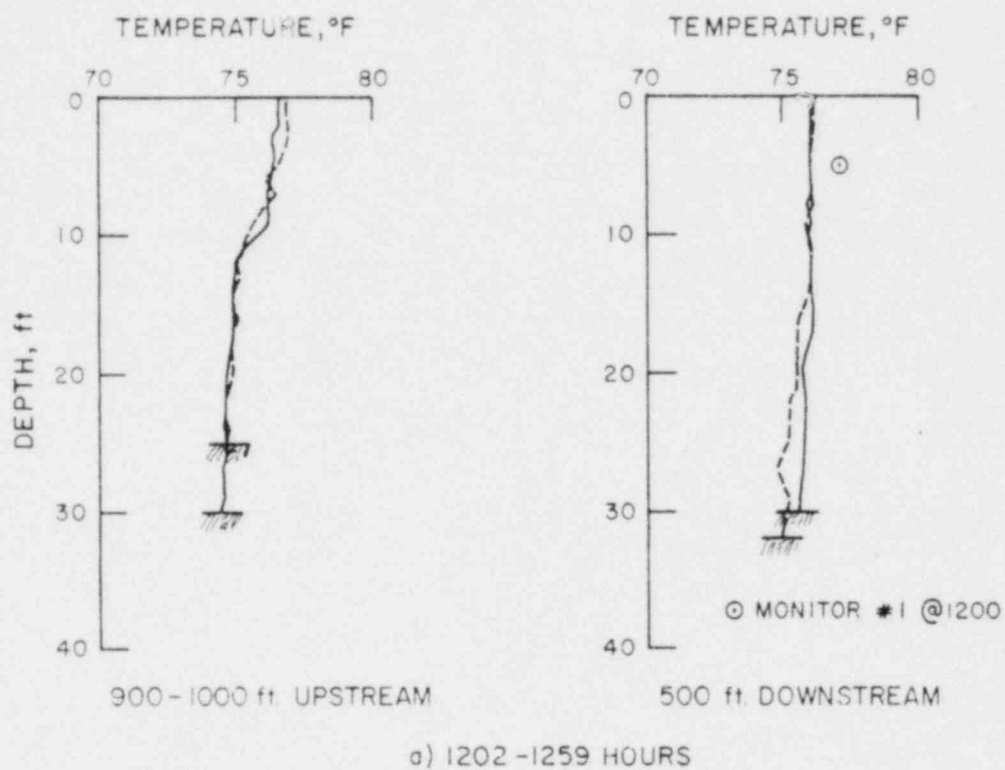 TEMPERATURE, °F
70 75 80
0
10
20
30
40
DEPTH, ft
900-1000 ft. UPSTREAM
TEMPERATURE, °F
70 75 80
0
10
20
30
40
⊙ MONITOR #1 @1200
500 ft. DOWNSTREAM
a) 1202-1259 HOURS